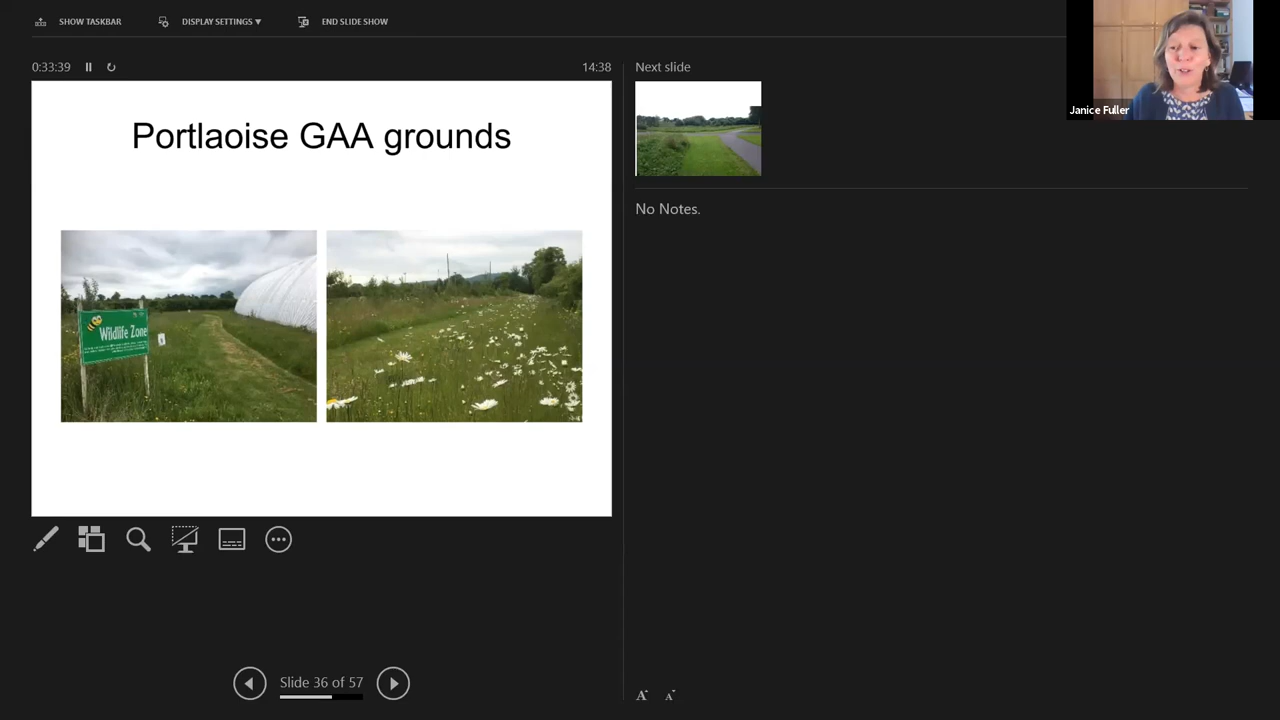 SHOW TASKBAR
DISPLAY SETTINGS ▼
END SLIDE SHOW
0:33:39
14:38
Next slide
Janice Fuller
Portlaoise GAA grounds
No Notes.
Wildlife Zone
Slide 36 of 57
A
A